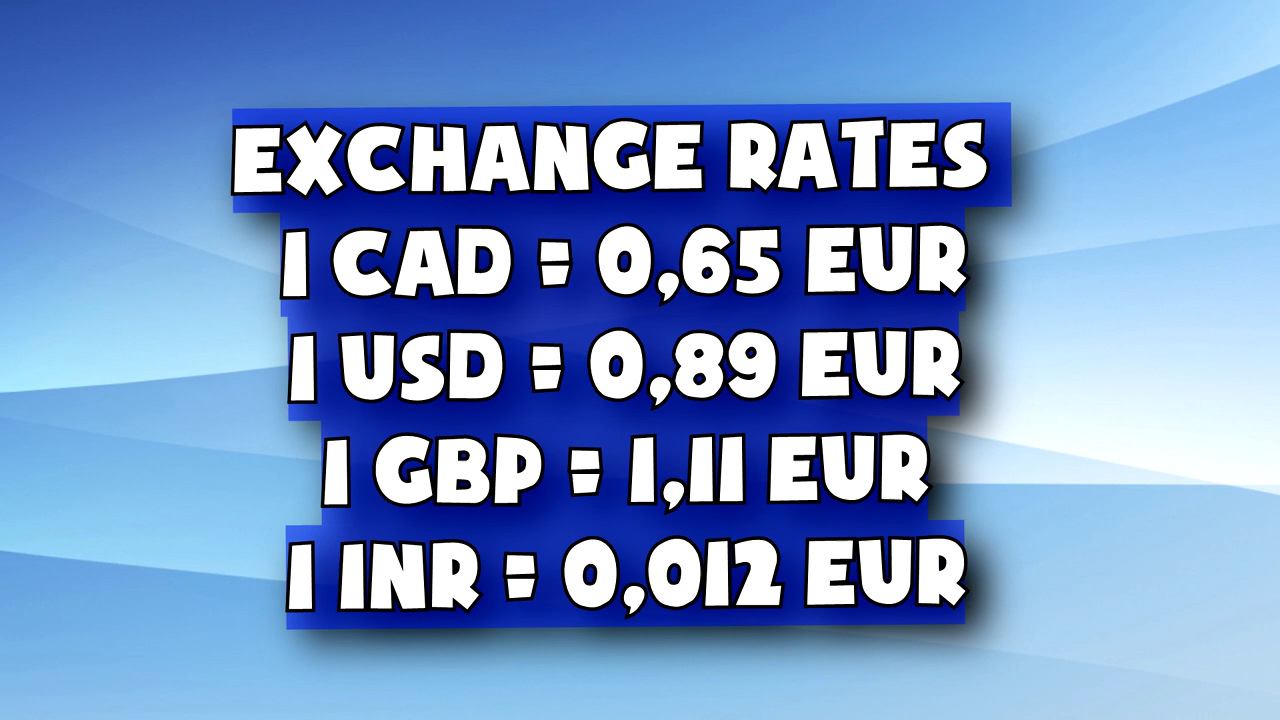 EXCHANGE RATES
1 CAD = 0,65 EUR
1 USD = 0,89 EUR
1 GBP = 1,11 EUR
1 INR = 0,012 EUR